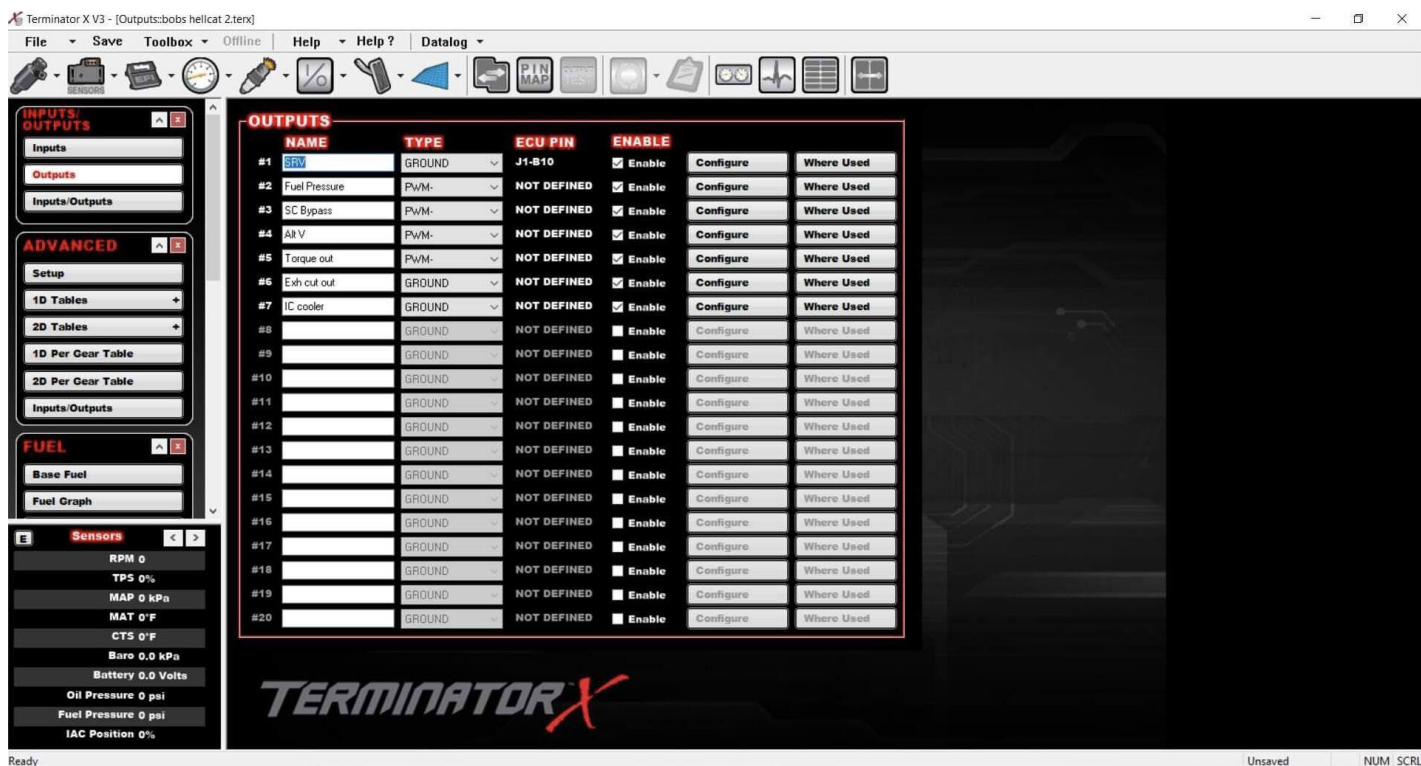 Terminator X V3 - [Outputs::bobs hellcat 2.terx]
File Save Toolbox Offline Help Help ? Datalog
SENSORS EFI I/O PIN MAP OUTPUT TEST
INPUTS/
OUTPUTS
Inputs
Outputs
Inputs/Outputs
ADVANCED
Setup
1D Tables +
2D Tables +
1D Per Gear Table
2D Per Gear Table
Inputs/Outputs
FUEL
Base Fuel
Fuel Graph
E Sensors < >
RPM 0
TPS 0%
MAP 0 kPa
MAT 0°F
CTS 0°F
Baro 0.0 kPa
Battery 0.0 Volts
Oil Pressure 0 psi
Fuel Pressure 0 psi
IAC Position 0%
OUTPUTS
NAME TYPE ECU PIN ENABLE
#1 SRV GROUND J1-B10 Enable Configure Where Used
#2 Fuel Pressure PWM- NOT DEFINED Enable Configure Where Used
#3 SC Bypass PWM- NOT DEFINED Enable Configure Where Used
#4 Alt V PWM- NOT DEFINED Enable Configure Where Used
#5 Torque out PWM- NOT DEFINED Enable Configure Where Used
#6 Exh cut out GROUND NOT DEFINED Enable Configure Where Used
#7 IC cooler GROUND NOT DEFINED Enable Configure Where Used
#8 GROUND NOT DEFINED Enable Configure Where Used
#9 GROUND NOT DEFINED Enable Configure Where Used
#10 GROUND NOT DEFINED Enable Configure Where Used
#11 GROUND NOT DEFINED Enable Configure Where Used
#12 GROUND NOT DEFINED Enable Configure Where Used
#13 GROUND NOT DEFINED Enable Configure Where Used
#14 GROUND NOT DEFINED Enable Configure Where Used
#15 GROUND NOT DEFINED Enable Configure Where Used
#16 GROUND NOT DEFINED Enable Configure Where Used
#17 GROUND NOT DEFINED Enable Configure Where Used
#18 GROUND NOT DEFINED Enable Configure Where Used
#19 GROUND NOT DEFINED Enable Configure Where Used
#20 GROUND NOT DEFINED Enable Configure Where Used
TERMINATOR X
Ready Unsaved NUM SCRL